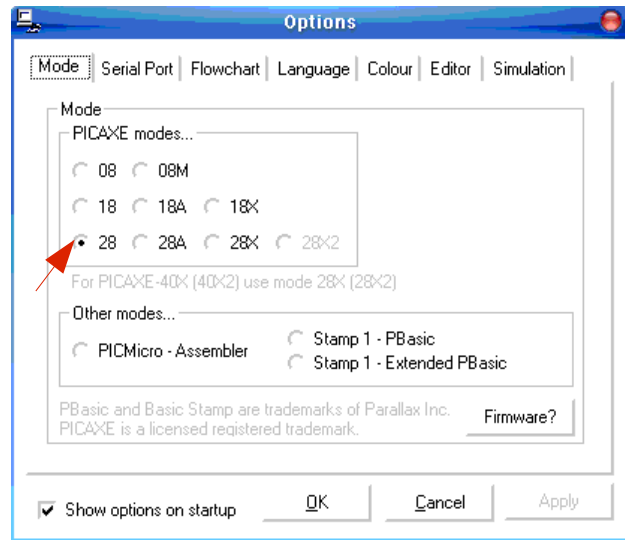 Options
Mode Serial Port Flowchart Language Colour Editor Simulation
Mode
PICAXE modes...
08 08M
18 18A 18X
28 28A 28X 28X2
For PICAXE-40X (40X2) use mode 28X (28X2)
Other modes...
PICMicro - Assembler
Stamp 1 - PBasic
Stamp 1 - Extended PBasic
PBasic and Basic Stamp are trademarks of Parallax Inc.
PICAXE is a licensed registered trademark.
Firmware?
Show options on startup
OK Cancel Apply